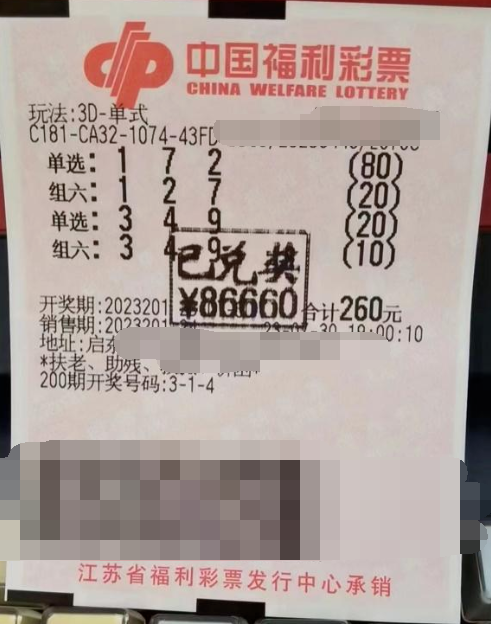 中国福利彩票
CHINA WELFARE LOTTERY
玩法:3D-单式
C181-CA32-1074-43FD
单选: 1 7 2 (80)
组六: 1 2 7 (20)
单选: 3 4 9 (20)
组六: 3 4 9 (10)
已兑奖
¥86660
开奖期:2023201 合计260元
销售期:2023201 19:00:10
地址:启东
*扶老、助残、
200期开奖号码:3-1-4
江苏省福利彩票发行中心承销